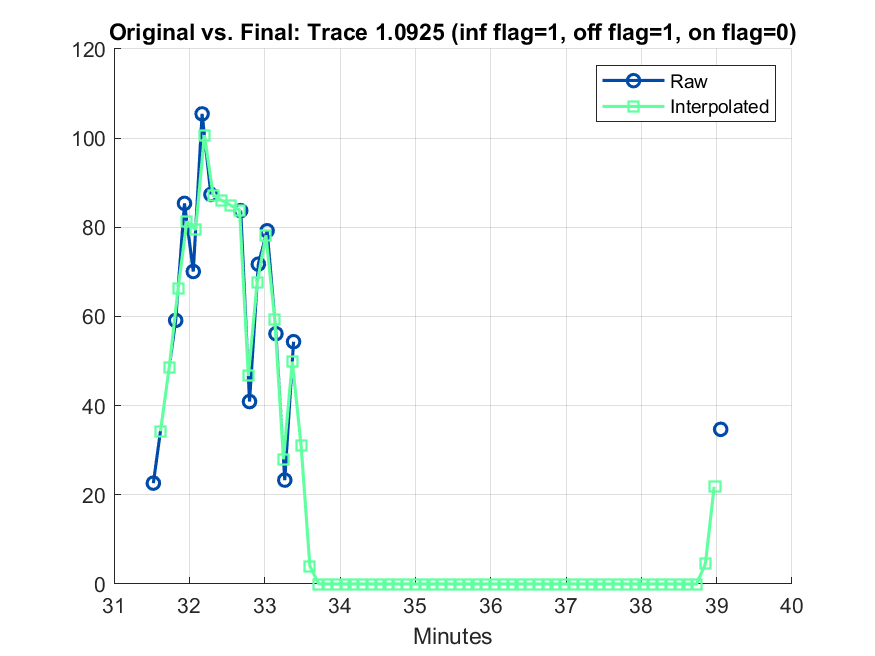 Original vs. Final: Trace 1.0925 (inf flag=1, off flag=1, on flag=0)
120
100
80
60
40
20
0
Raw
Interpolated
31 32 33 34 35 36 37 38 39 40
Minutes